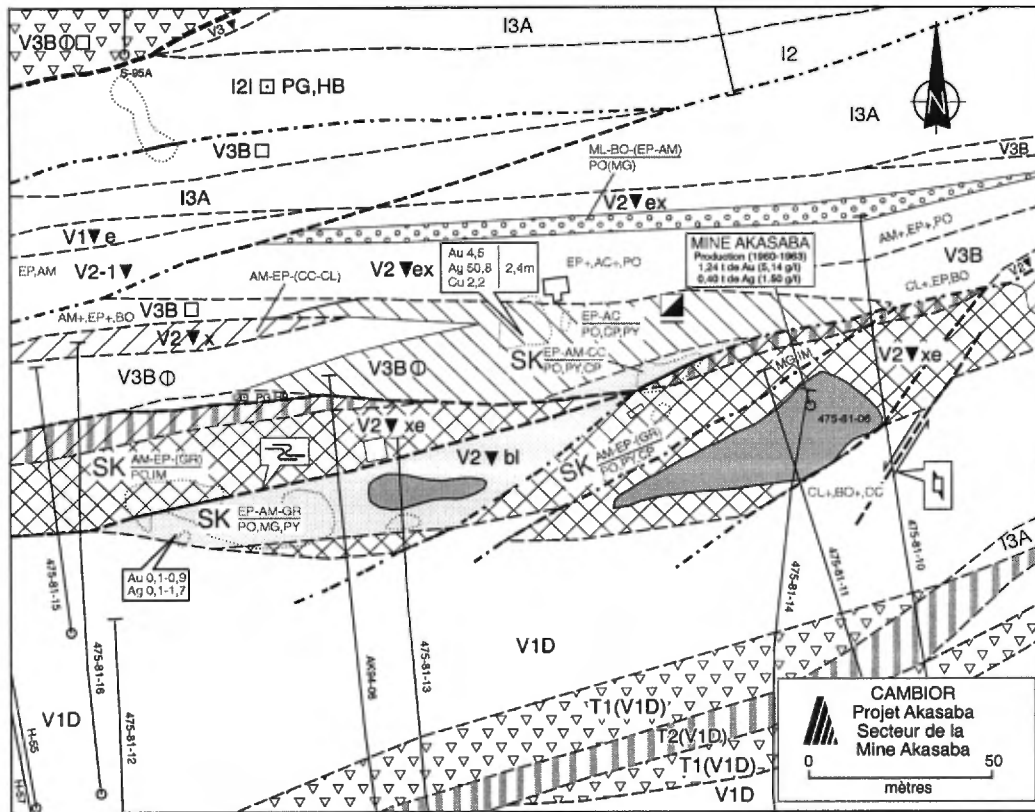 I3A
V3
V3B
S-95A
I2
I2I PG,HB
I3A
V3B
ML-BO-(EP-AM)
PO(MG)
V3B
I3A
V2 ex
V1 e
EP,AM
V2-1
AM-EP-(CC-CL)
Au 4,5
Ag 50,8
Cu 2,2
2,4m
V2 ex
EP+,AC+,PO
MINE AKASABA
Production (1960-1963)
1,24 t de Au (5,14 g/t)
0,40 t de Ag (1.50 g/t)
AM+,EP+,PO
V3B
CL+,EP,BO
V2
AM+,EP+,BO
V3B
V2 x
EP-AC
PO,CP,PY
SK EP-AM-CC
PO,PY,CP
V3B
V3B
MG,IM
V2 xe
PG,HB
V2 xe
475-81-06
SK AM-EP-(GR)
PO,IM
V2 bl
SK AM-EP-(GR)
PO,PY,CP
SK EP-AM-GR
PO,MG,PY
CL+,BO+,CC
Au 0,1-0,9
Ag 0,1-1,7
I3A
475-81-15
475-81-16
475-81-12
AK94-06
475-81-13
475-81-14
475-81-11
475-81-10
V1D
V1D
H-55
H-57
T1(V1D)
T2(V1D)
T1(V1D)
V1D
CAMBIOR
Projet Akasaba
Secteur de la
Mine Akasaba
0 50
mètres
N